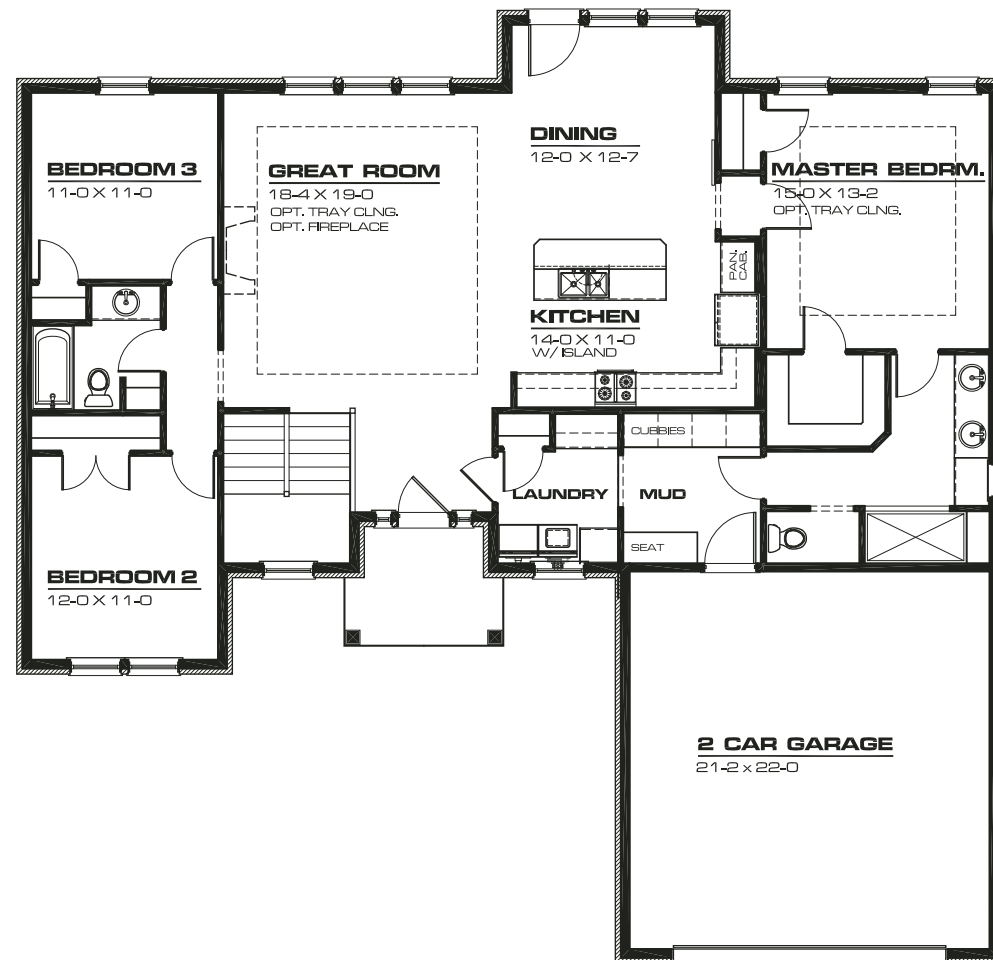 DINING
12-0 X 12-7
BEDROOM 3
11-0 X 11-0
GREAT ROOM
18-4 X 19-0
OPT. TRAY CLNG.
OPT. FIREPLACE
MASTER BEDRM.
15-0 X 13-2
OPT. TRAY CLNG.
PAN.
CAB.
KITCHEN
14-0 X 11-0
W/ ISLAND
CUBBIES
LAUNDRY
MUD
SEAT
BEDROOM 2
12-0 X 11-0
2 CAR GARAGE
21-2 x 22-0